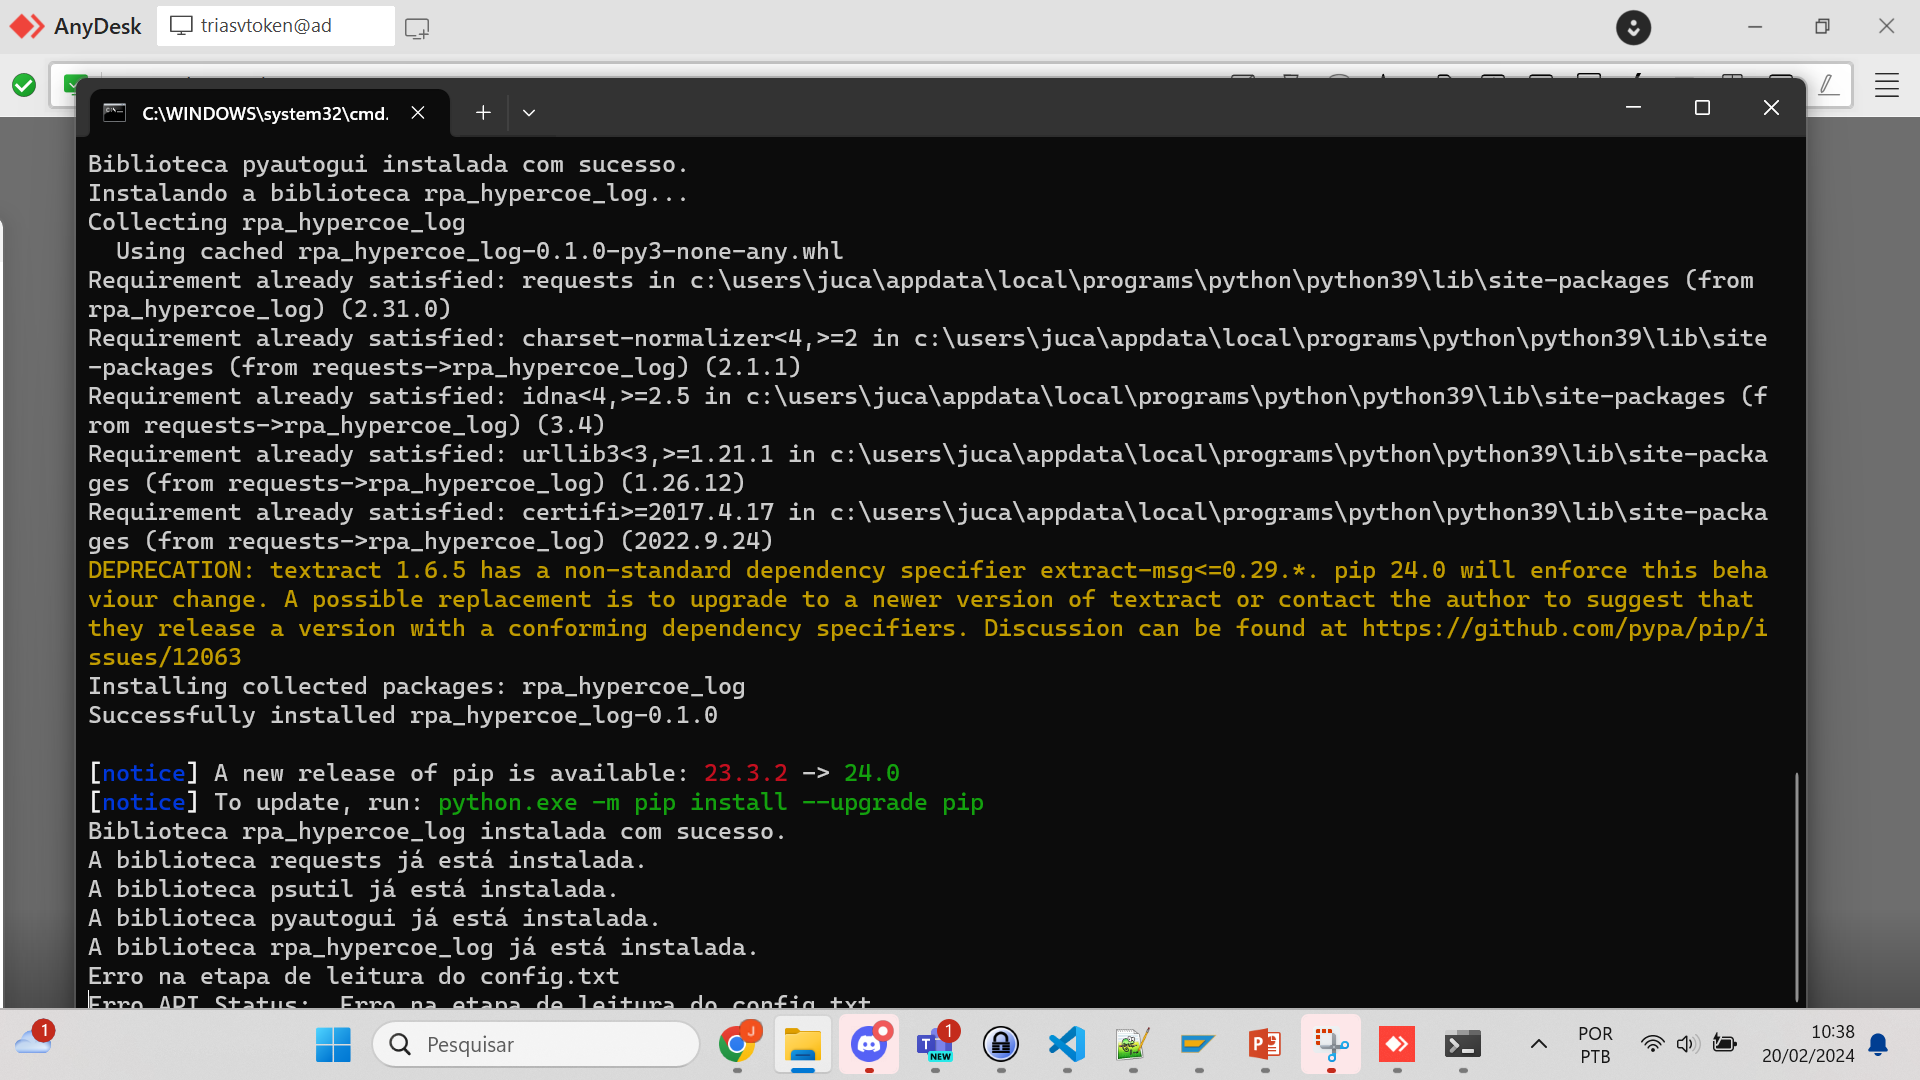 AnyDesk
triasvtoken@ad
C:\WINDOWS\system32\cmd.
Biblioteca pyautogui instalada com sucesso.
Instalando a biblioteca rpa_hypercoe_log...
Collecting rpa_hypercoe_log
  Using cached rpa_hypercoe_log-0.1.0-py3-none-any.whl
Requirement already satisfied: requests in c:\users\juca\appdata\local\programs\python\python39\lib\site-packages (from
rpa_hypercoe_log) (2.31.0)
Requirement already satisfied: charset-normalizer<4,>=2 in c:\users\juca\appdata\local\programs\python\python39\lib\site
-packages (from requests->rpa_hypercoe_log) (2.1.1)
Requirement already satisfied: idna<4,>=2.5 in c:\users\juca\appdata\local\programs\python\python39\lib\site-packages (f
rom requests->rpa_hypercoe_log) (3.4)
Requirement already satisfied: urllib3<3,>=1.21.1 in c:\users\juca\appdata\local\programs\python\python39\lib\site-packa
ges (from requests->rpa_hypercoe_log) (1.26.12)
Requirement already satisfied: certifi>=2017.4.17 in c:\users\juca\appdata\local\programs\python\python39\lib\site-packa
ges (from requests->rpa_hypercoe_log) (2022.9.24)
DEPRECATION: textract 1.6.5 has a non-standard dependency specifier extract-msg<=0.29.*. pip 24.0 will enforce this beha
viour change. A possible replacement is to upgrade to a newer version of textract or contact the author to suggest that
they release a version with a conforming dependency specifiers. Discussion can be found at https://github.com/pypa/pip/i
ssues/12063
Installing collected packages: rpa_hypercoe_log
Successfully installed rpa_hypercoe_log-0.1.0
[notice] A new release of pip is available: 23.3.2 -> 24.0
[notice] To update, run: python.exe -m pip install --upgrade pip
Biblioteca rpa_hypercoe_log instalada com sucesso.
A biblioteca requests já está instalada.
A biblioteca psutil já está instalada.
A biblioteca pyautogui já está instalada.
A biblioteca rpa_hypercoe_log já está instalada.
Erro na etapa de leitura do config.txt
Erro API Status:  Erro na etapa de leitura do config.txt
1
Pesquisar
J
T
NEW
1
P
POR
PTB
10:38
20/02/2024